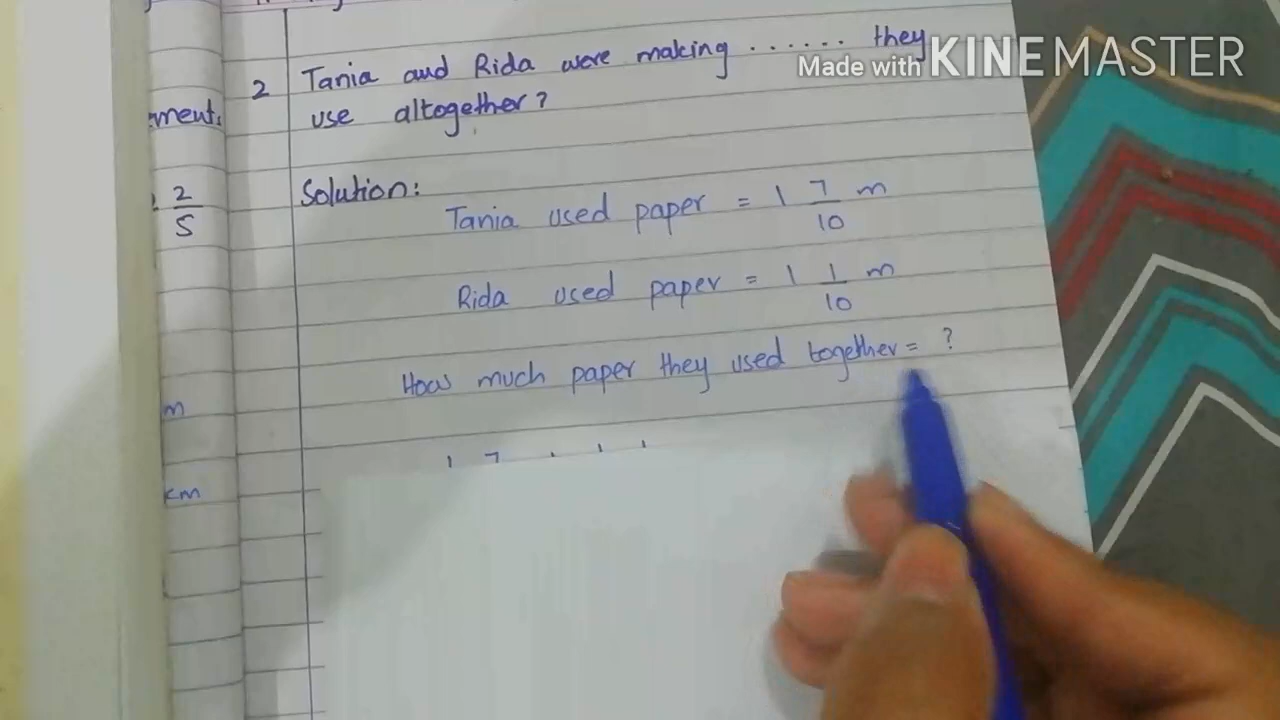 2 Tania and Rida were making ...... they
use altogether?
Made with KINEMASTER
ment.
2/5
Solution:
Tania used paper = 1 7/10 m
Rida used paper = 1 1/10 m
How much paper they used together = ?
m
km